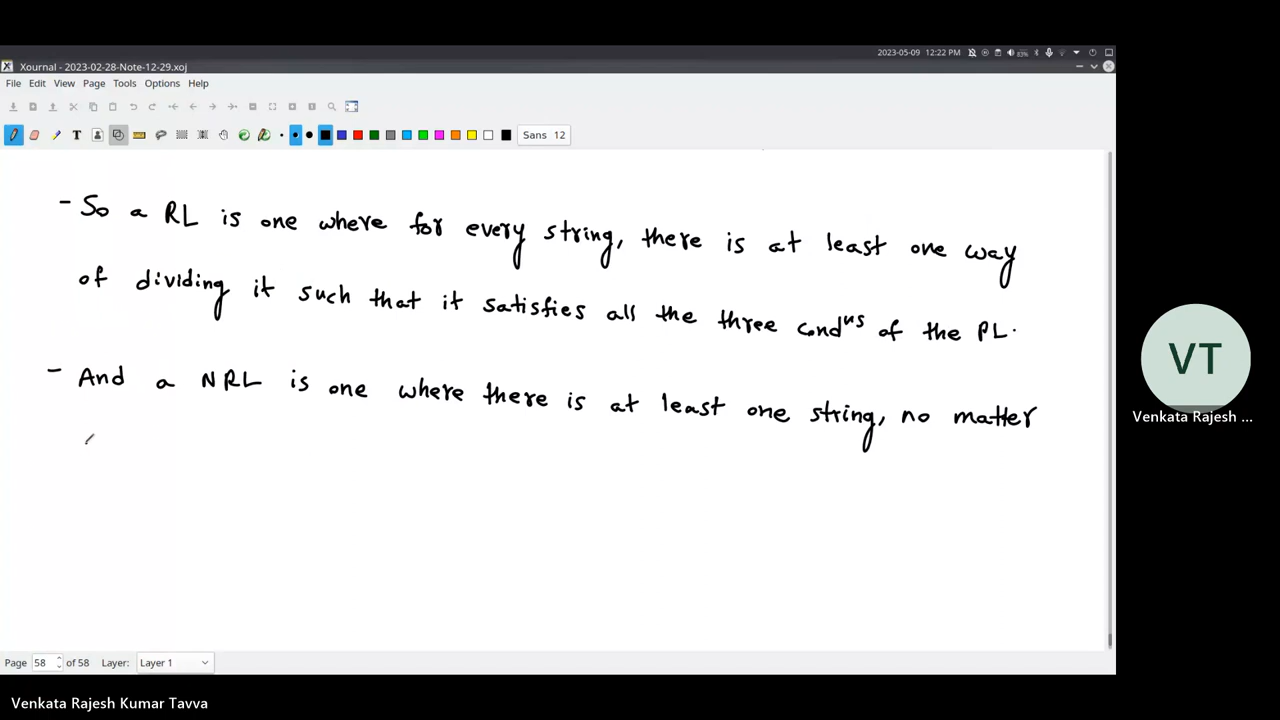 2023-05-09 12:22 PM
Xournal - 2023-02-28-Note-12-29.xoj
File Edit View Page Tools Options Help
Sans 12
- So a RL is one where for every string, there is at least one way
of dividing it such that it satisfies all the three condns of the PL.
- And a NRL is one where there is at least one string, no matter
VT
Venkata Rajesh ...
Page 58 of 58 Layer: Layer 1
Venkata Rajesh Kumar Tavva